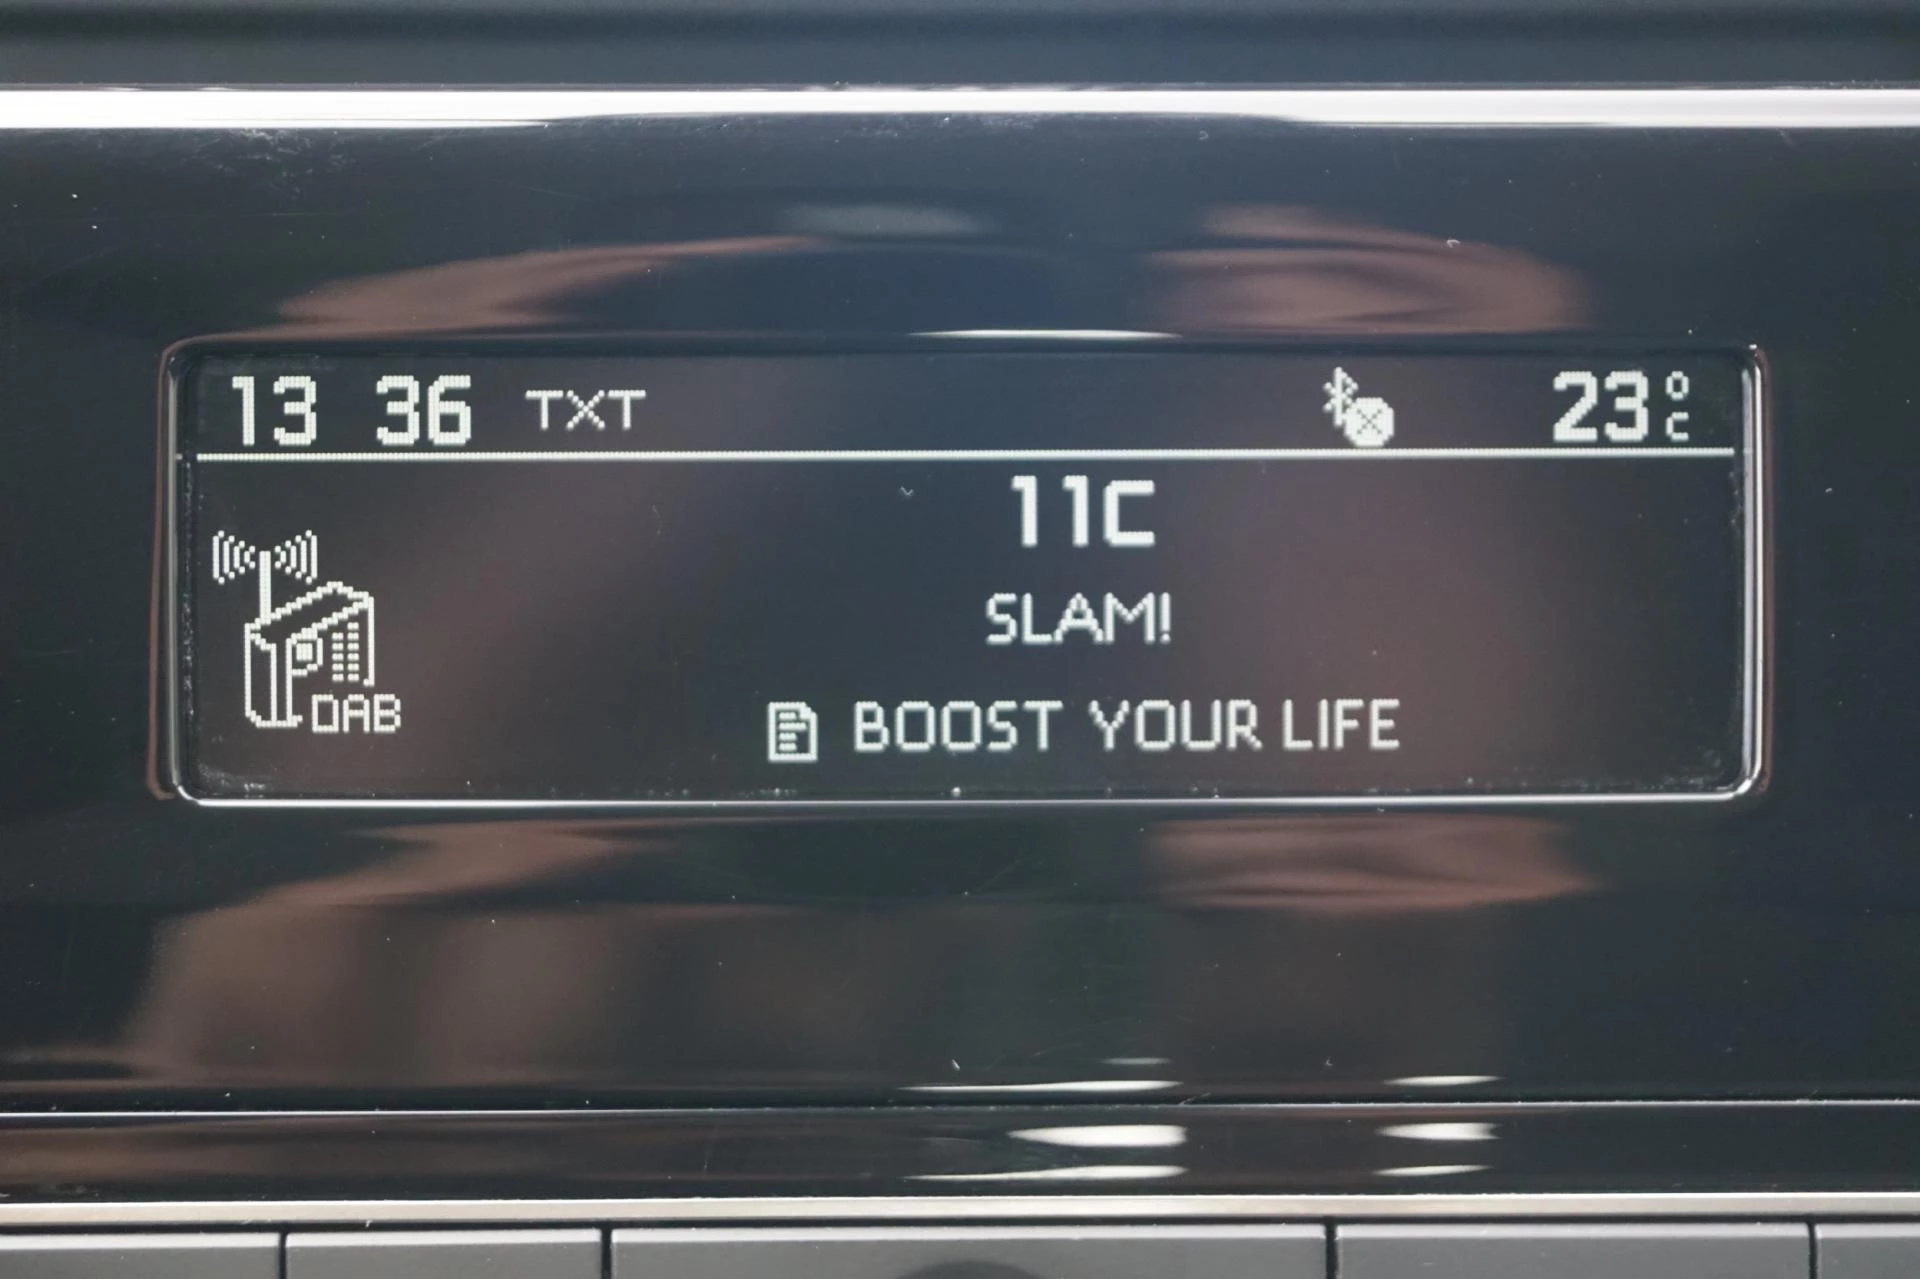 13 36 TXT 23°C
11C
SLAM!
DAB
BOOST YOUR LIFE